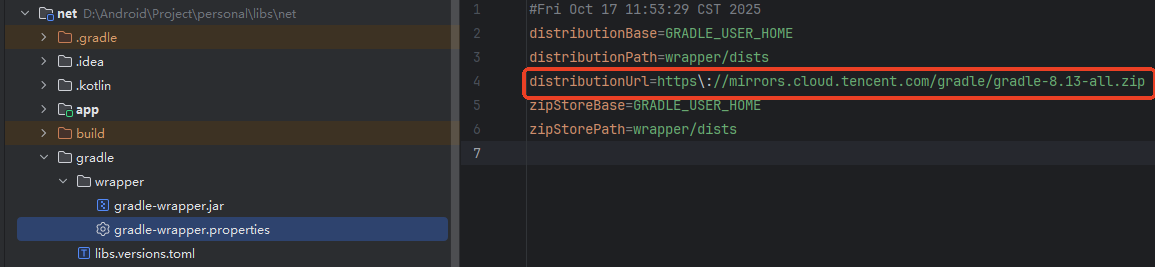 net D:\Android\Project\personal\libs\net
.gradle
.idea
.kotlin
app
build
gradle
wrapper
gradle-wrapper.jar
gradle-wrapper.properties
libs.versions.toml
1 #Fri Oct 17 11:53:29 CST 2025
2 distributionBase=GRADLE_USER_HOME
3 distributionPath=wrapper/dists
4 distributionUrl=https\://mirrors.cloud.tencent.com/gradle/gradle-8.13-all.zip
5 zipStoreBase=GRADLE_USER_HOME
6 zipStorePath=wrapper/dists
7